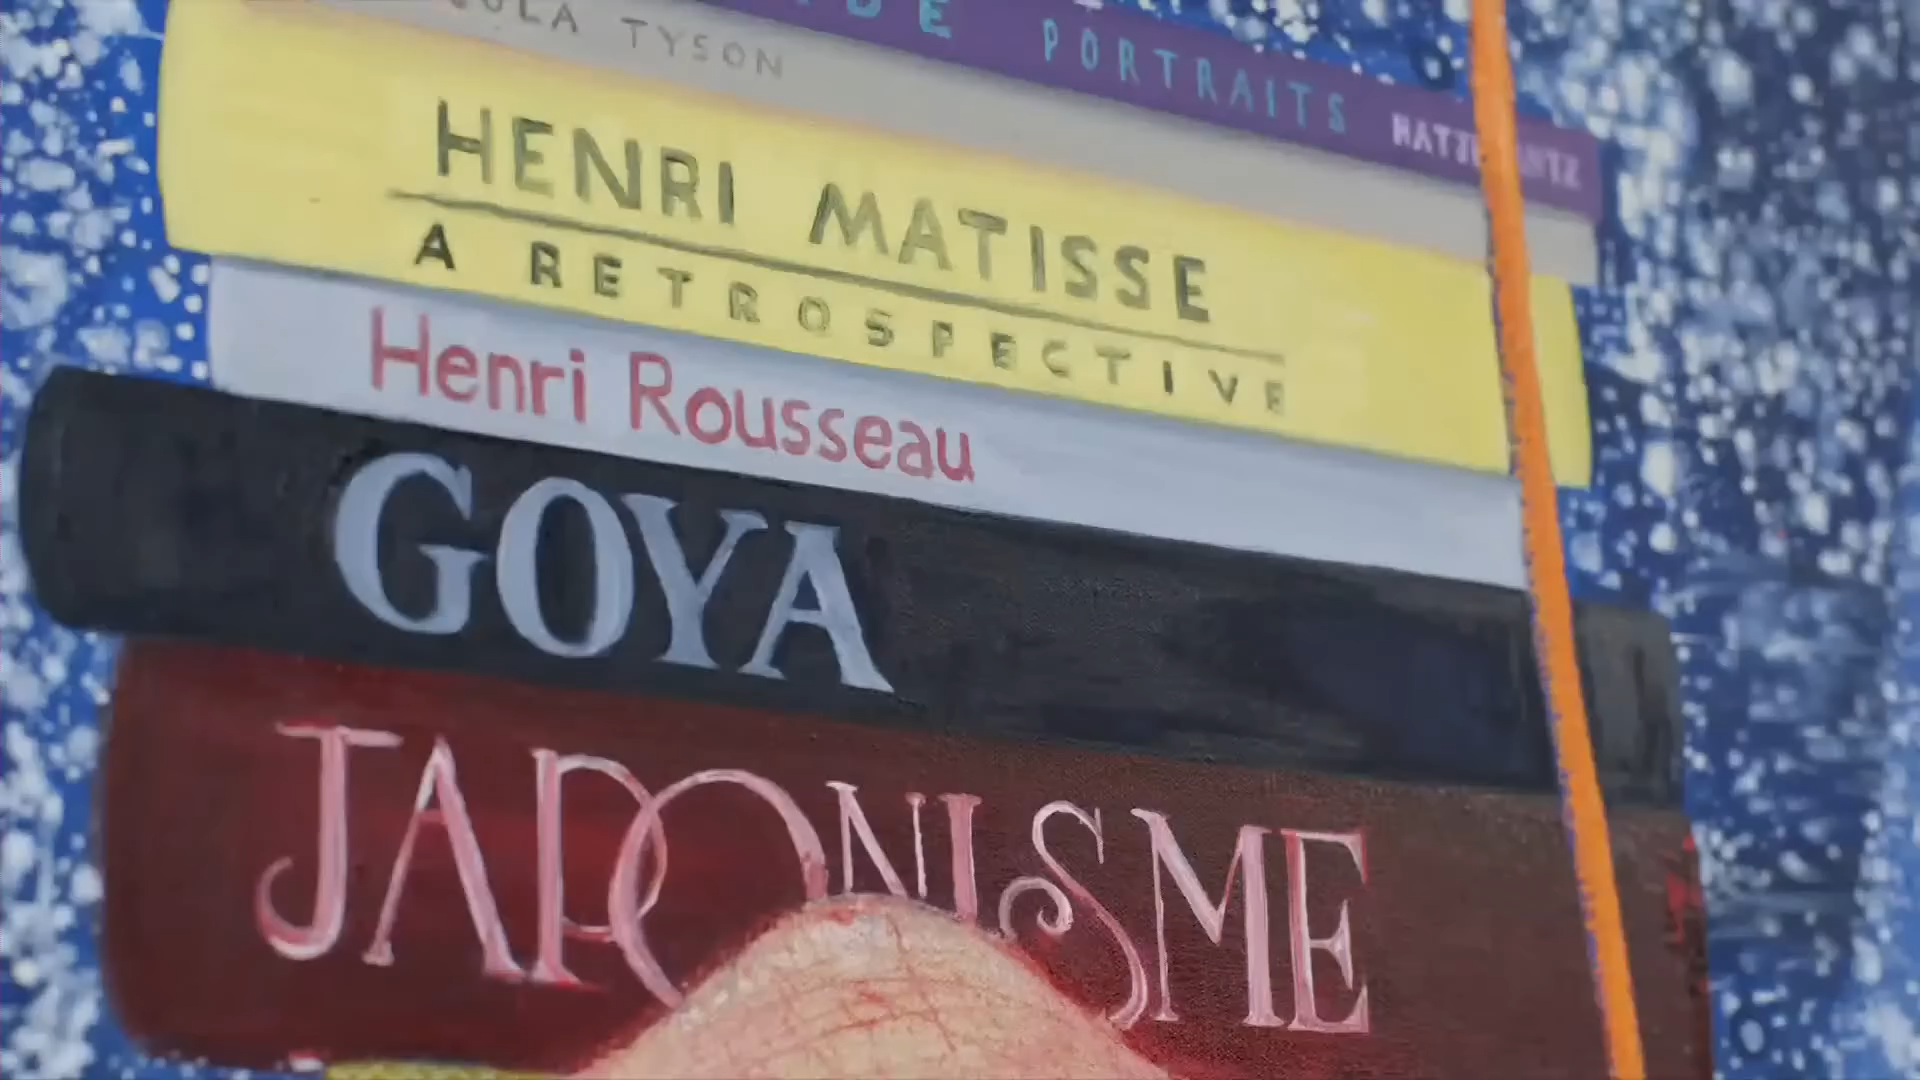 PORTRAITS
TYSON
HENRI MATISSE
A RETROSPECTIVE
Henri Rousseau
GOYA
JAPONISME